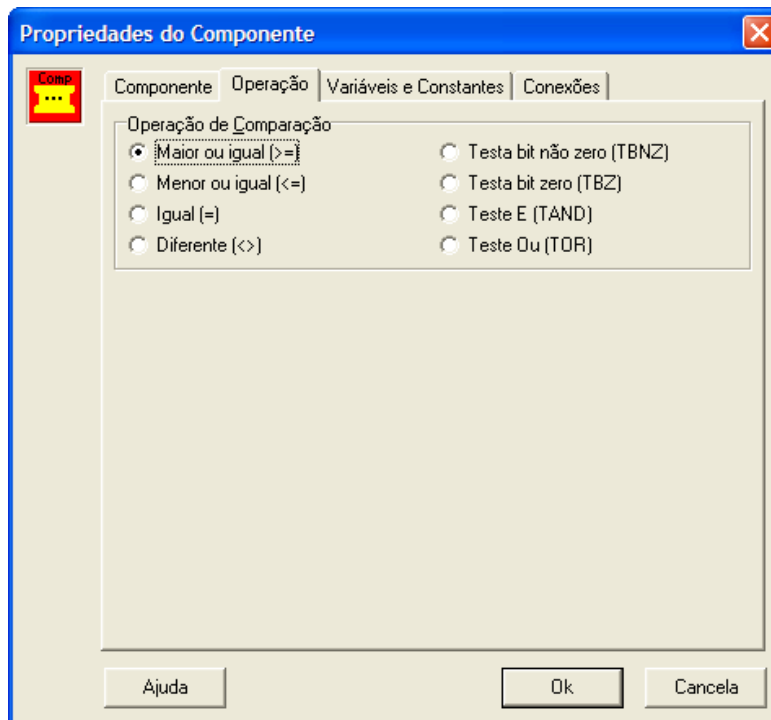 Propriedades do Componente
Comp
...
Componente Operação Variáveis e Constantes Conexões
Operação de Comparação
Maior ou igual (>=) Testa bit não zero (TBNZ)
Menor ou igual (<=) Testa bit zero (TBZ)
Igual (=) Teste E (TAND)
Diferente (<>) Teste Ou (TOR)
Ajuda Ok Cancela